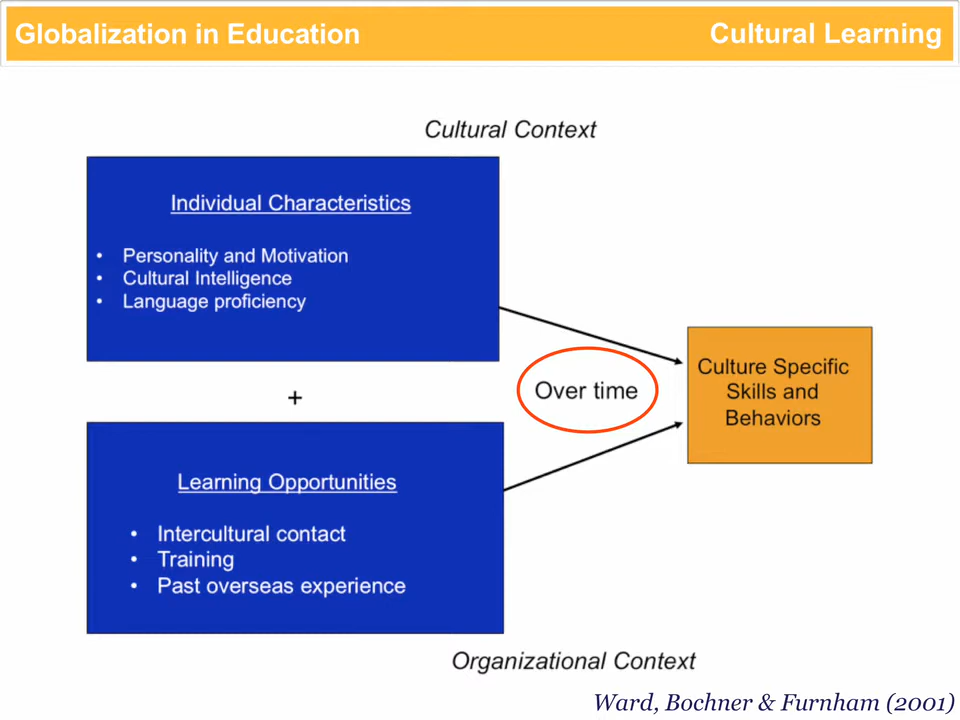 Globalization in Education
Cultural Learning
Cultural Context
Individual Characteristics
• Personality and Motivation
• Cultural Intelligence
• Language proficiency
+
Over time
Culture Specific
Skills and
Behaviors
Learning Opportunities
• Intercultural contact
• Training
• Past overseas experience
Organizational Context
Ward, Bochner & Furnham (2001)